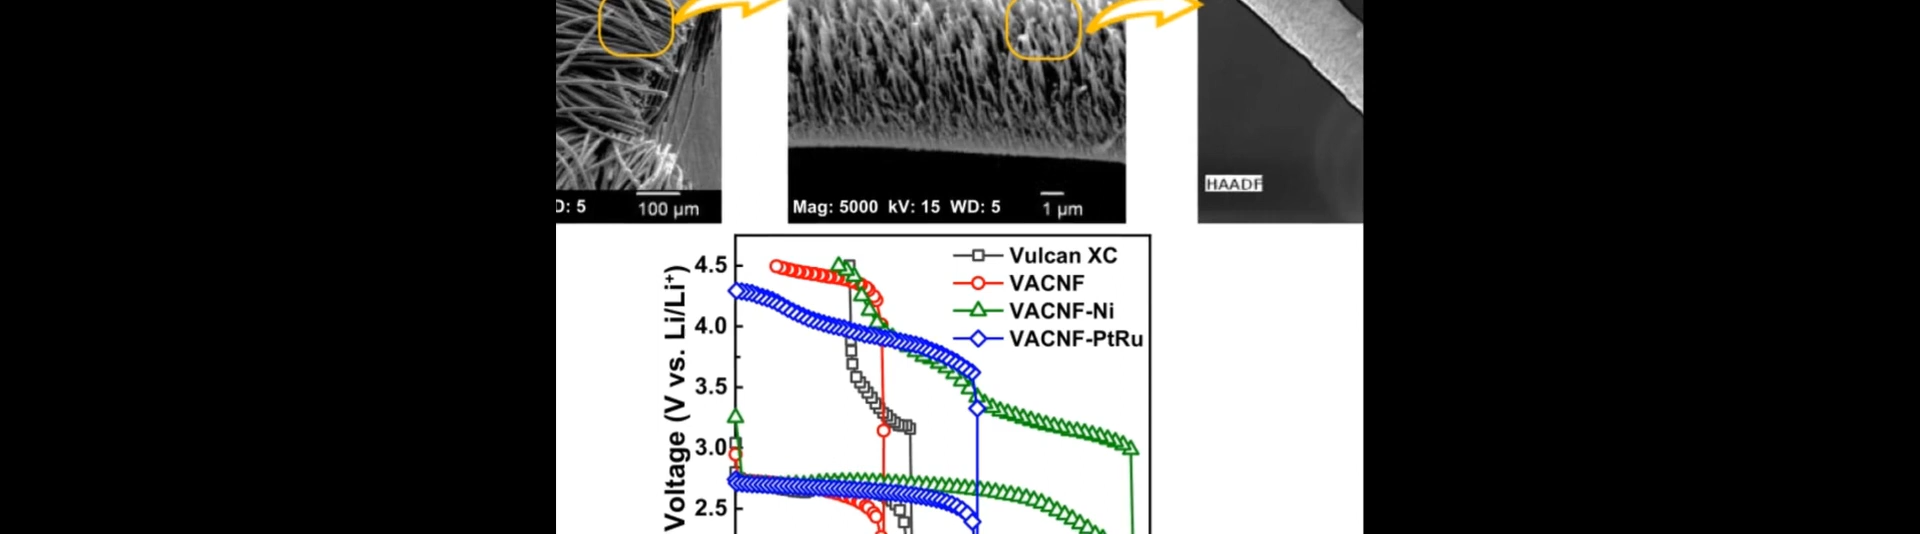 D: 5
100 µm
Mag: 5000 kV: 15 WD: 5
1 µm
HAADF
Voltage (V vs. Li/Li⁺)
4.5
4.0
3.5
3.0
2.5
Vulcan XC
VACNF
VACNF-Ni
VACNF-PtRu